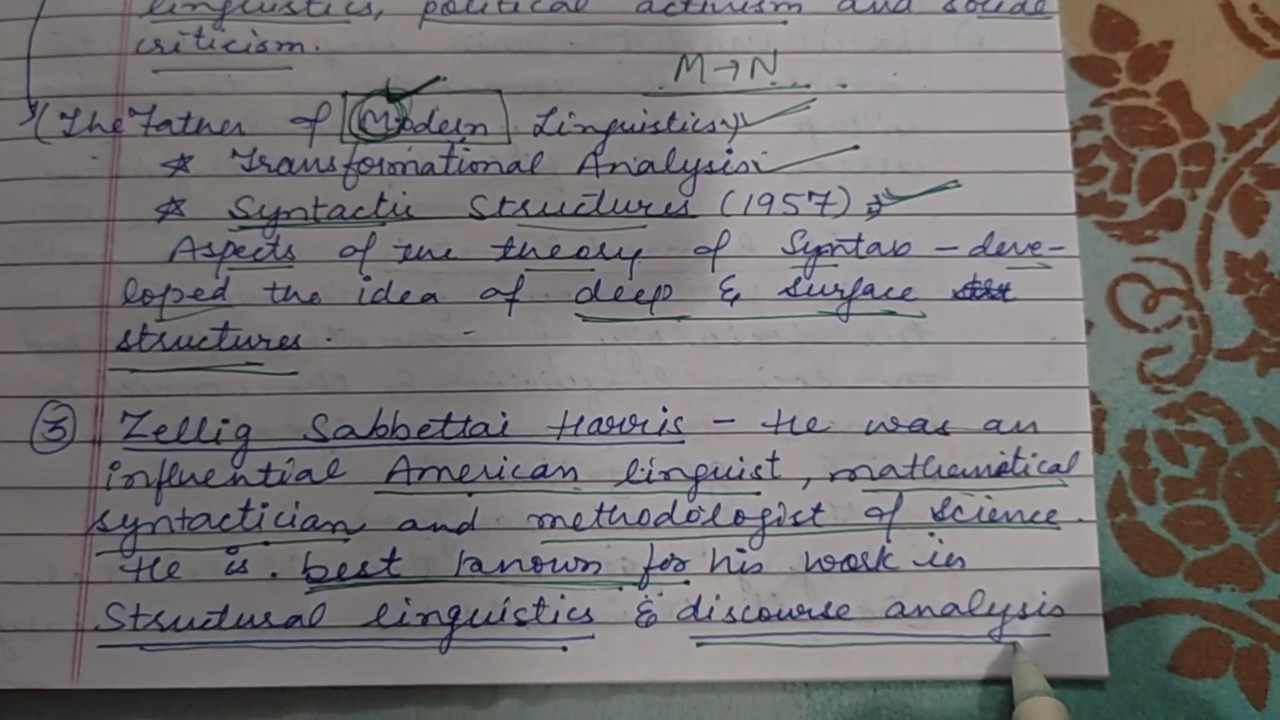 linguistics, political activism and solid
criticism.
M→N
(The Father of Modern Linguistics)
☆ Transformational Analysis
☆ Syntactic Structures (1957)
Aspects of the theory of Syntax - deve-
loped the idea of deep & surface
structures.
③ Zellig Sabbettai Harris - He was an
influential American linguist, mathematical
syntactician and methodologist of science.
He is best known for his work in
Structural linguistics & discourse analysis